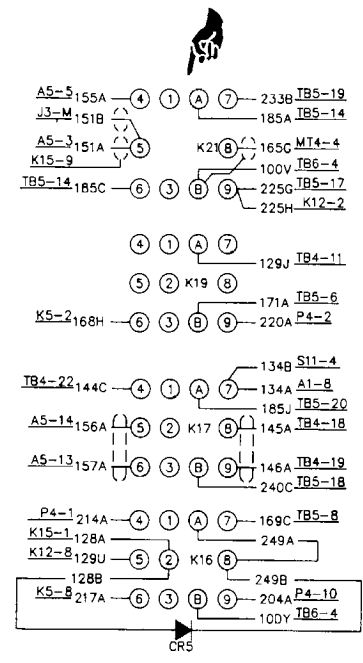 A5-5 155A 4 1 A 7 233B TB5-19
J3-M 151B 185A TB5-14
A5-3 151A 5 K21 8 165G MT4-4
K15-9 100V TB6-4
TB5-14 185C 6 3 B 9 225G TB5-17
225H K12-2
4 1 A 7
129J TB4-11
5 2 K19 8
171A TB5-6
K5-2 168H 6 3 B 9 220A P4-2
134B S11-4
TB4-22 144C 4 1 A 7 134A A1-8
185J TB5-20
A5-14 156A 5 2 K17 8 145A TB4-18
A5-13 157A 6 3 B 9 146A TB4-19
240C TB5-18
P4-1 214A 4 1 A 7 169C TB5-8
K15-1 128A 249A
K12-8 129U 5 2 K16 8
128B 249B
K5-8 217A 6 3 B 9 204A P4-10
10DY TB6-4
CR5